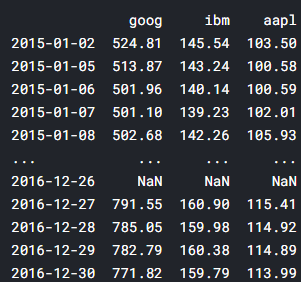 goog ibm aapl
2015-01-02 524.81 145.54 103.50
2015-01-05 513.87 143.24 100.58
2015-01-06 501.96 140.14 100.59
2015-01-07 501.10 139.23 102.01
2015-01-08 502.68 142.26 105.93
... ... ... ...
2016-12-26 NaN NaN NaN
2016-12-27 791.55 160.90 115.41
2016-12-28 785.05 159.98 114.92
2016-12-29 782.79 160.38 114.89
2016-12-30 771.82 159.79 113.99